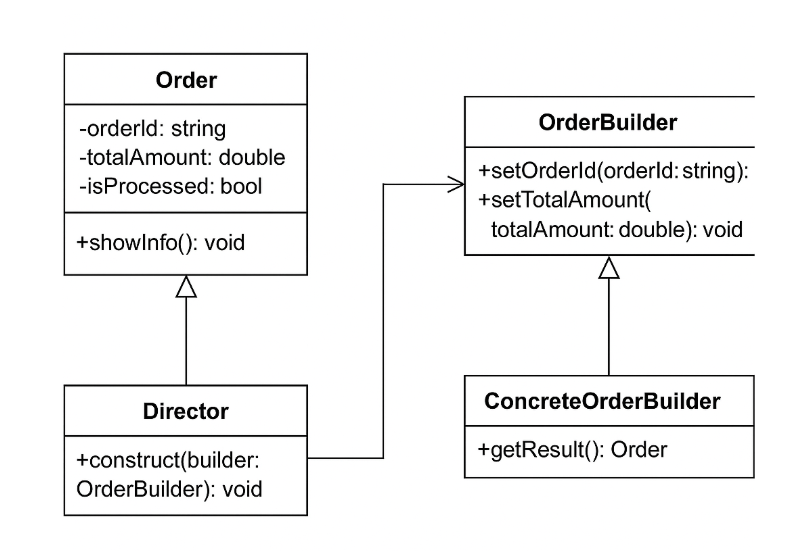 Order
-orderId: string
-totalAmount: double
-isProcessed: bool
+showInfo(): void
OrderBuilder
+setOrderId(orderId: string):
+setTotalAmount(
totalAmount: double): void
Director
+construct(builder:
OrderBuilder): void
ConcreteOrderBuilder
+getResult(): Order